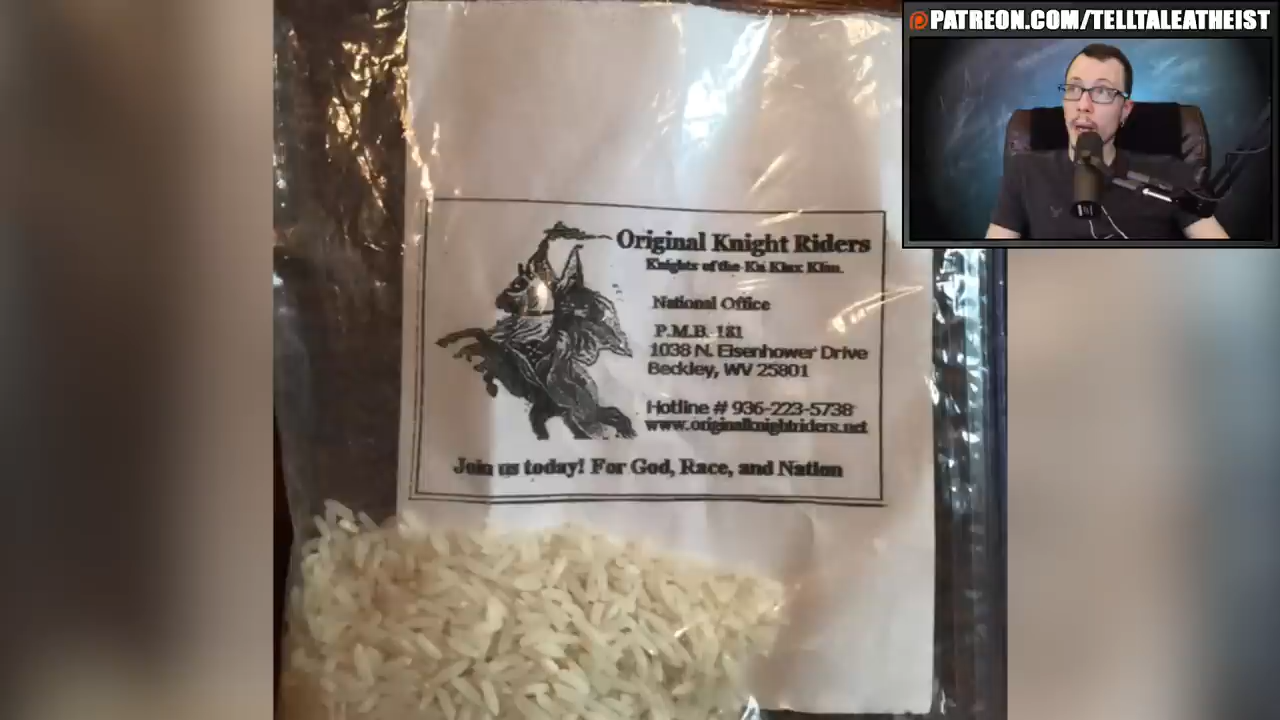 PATREON.COM/TELLTALEATHEIST
Original Knight Riders
Knights of the Ku Klux Klan.
National Office
P.M.B. 181
1038 N. Eisenhower Drive
Beckley, WV 25801
Hotline # 936-223-5738
www.originalknightriders.net
Join us today! For God, Race, and Nation